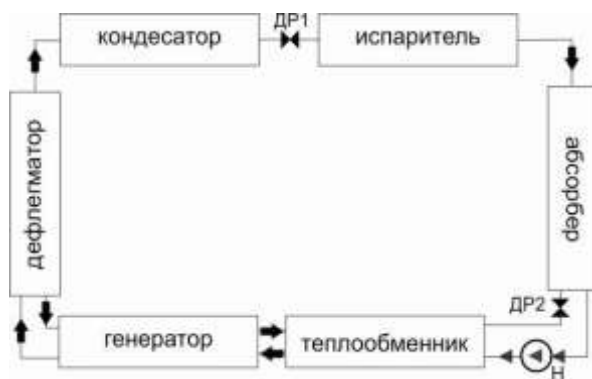 ДР1
кондесатор
испаритель
дефлегматор
абсорбер
ДР2
генератор
теплообменник
Н